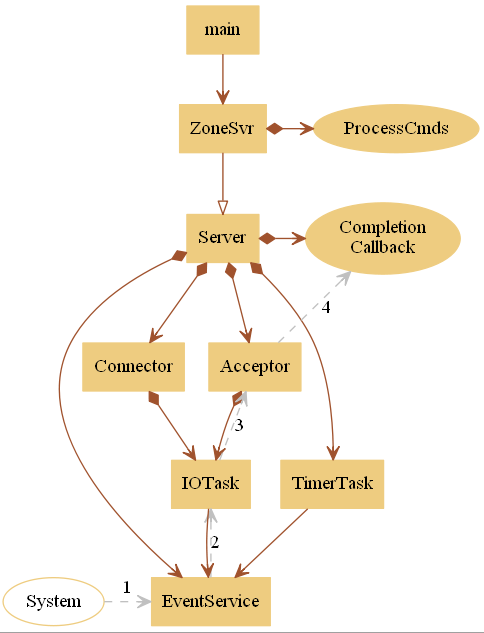 main
ZoneSvr
ProcessCmds
Server
Completion
Callback
4
Connector
Acceptor
3
IOTask
TimerTask
2
System
1
EventService